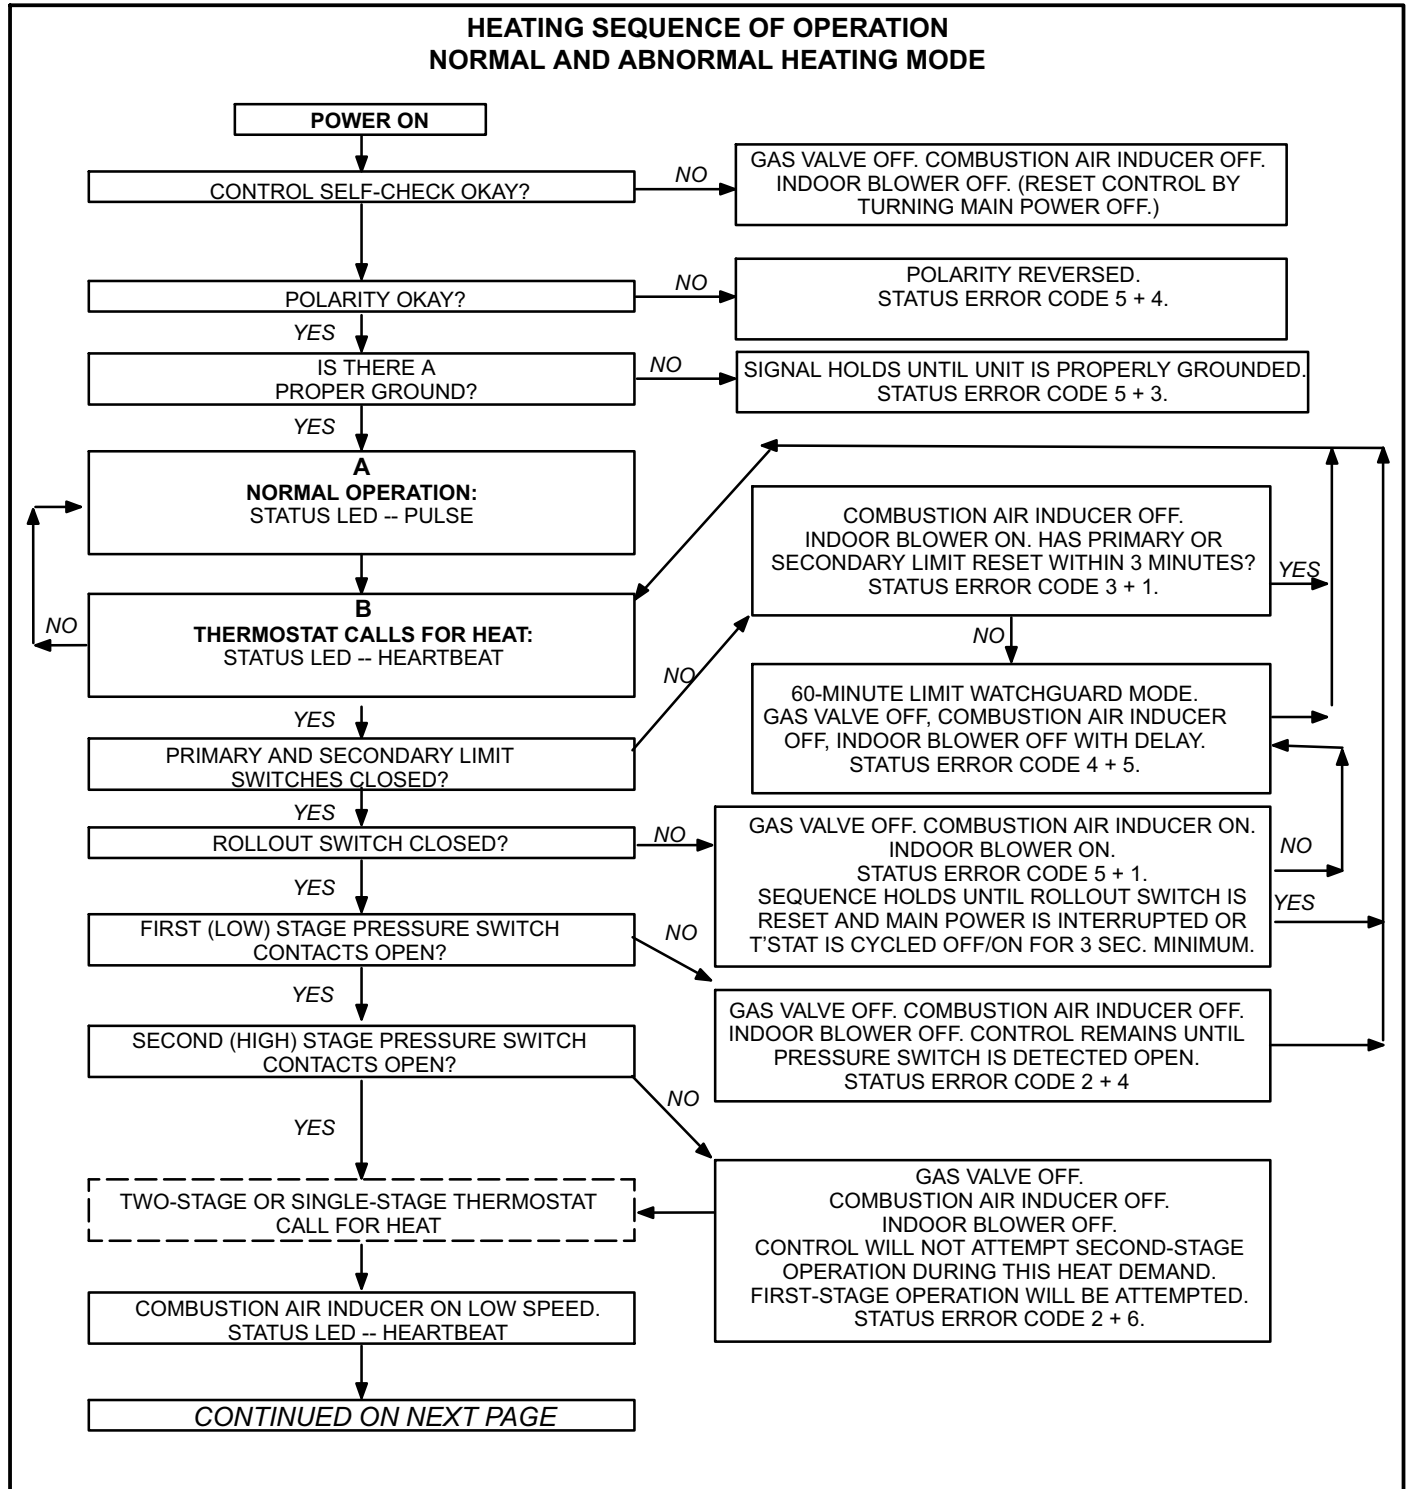 HEATING SEQUENCE OF OPERATION
NORMAL AND ABNORMAL HEATING MODE
POWER ON
CONTROL SELF-CHECK OKAY?
NO
GAS VALVE OFF. COMBUSTION AIR INDUCER OFF.
INDOOR BLOWER OFF. (RESET CONTROL BY
TURNING MAIN POWER OFF.)
POLARITY OKAY?
NO
POLARITY REVERSED.
STATUS ERROR CODE 5 + 4.
YES
IS THERE A
PROPER GROUND?
NO
SIGNAL HOLDS UNTIL UNIT IS PROPERLY GROUNDED.
STATUS ERROR CODE 5 + 3.
YES
A
NORMAL OPERATION:
STATUS LED -- PULSE
B
THERMOSTAT CALLS FOR HEAT:
STATUS LED -- HEARTBEAT
NO
COMBUSTION AIR INDUCER OFF.
INDOOR BLOWER ON. HAS PRIMARY OR
SECONDARY LIMIT RESET WITHIN 3 MINUTES?
STATUS ERROR CODE 3 + 1.
YES
NO
YES
PRIMARY AND SECONDARY LIMIT
SWITCHES CLOSED?
NO
60-MINUTE LIMIT WATCHGUARD MODE.
GAS VALVE OFF, COMBUSTION AIR INDUCER
OFF, INDOOR BLOWER OFF WITH DELAY.
STATUS ERROR CODE 4 + 5.
YES
ROLLOUT SWITCH CLOSED?
NO
GAS VALVE OFF. COMBUSTION AIR INDUCER ON.
INDOOR BLOWER ON.
STATUS ERROR CODE 5 + 1.
SEQUENCE HOLDS UNTIL ROLLOUT SWITCH IS
RESET AND MAIN POWER IS INTERRUPTED OR
T'STAT IS CYCLED OFF/ON FOR 3 SEC. MINIMUM.
NO
YES
YES
FIRST (LOW) STAGE PRESSURE SWITCH
CONTACTS OPEN?
NO
GAS VALVE OFF. COMBUSTION AIR INDUCER OFF.
INDOOR BLOWER OFF. CONTROL REMAINS UNTIL
PRESSURE SWITCH IS DETECTED OPEN.
STATUS ERROR CODE 2 + 4
YES
SECOND (HIGH) STAGE PRESSURE SWITCH
CONTACTS OPEN?
NO
GAS VALVE OFF.
COMBUSTION AIR INDUCER OFF.
INDOOR BLOWER OFF.
CONTROL WILL NOT ATTEMPT SECOND-STAGE
OPERATION DURING THIS HEAT DEMAND.
FIRST-STAGE OPERATION WILL BE ATTEMPTED.
STATUS ERROR CODE 2 + 6.
YES
TWO-STAGE OR SINGLE-STAGE THERMOSTAT
CALL FOR HEAT
COMBUSTION AIR INDUCER ON LOW SPEED.
STATUS LED -- HEARTBEAT
CONTINUED ON NEXT PAGE